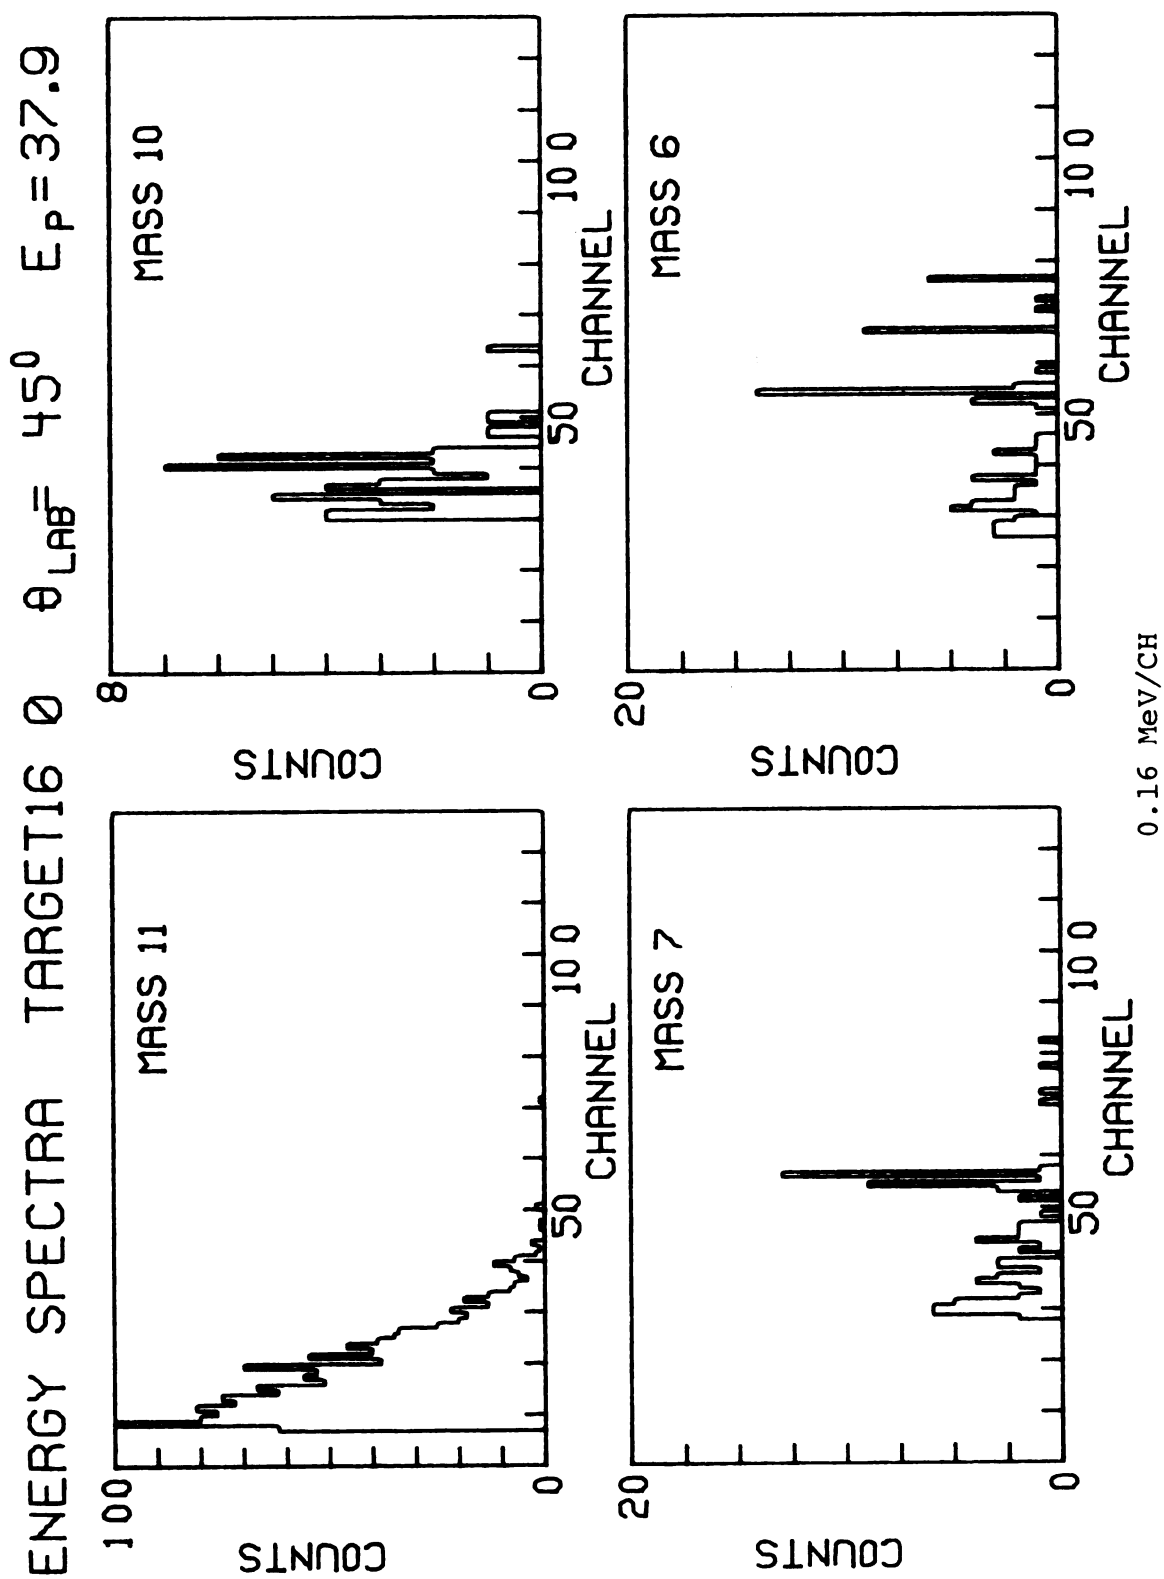 ENERGY SPECTRA TARGET16 O θLAB= 45⁰ EP=37.9
100
COUNTS
0
MASS 11
50
100
CHANNEL
8
COUNTS
0
MASS 10
50
100
CHANNEL
20
COUNTS
0
MASS 7
50
100
CHANNEL
20
COUNTS
0
MASS 6
50
100
CHANNEL
0.16 MeV/CH